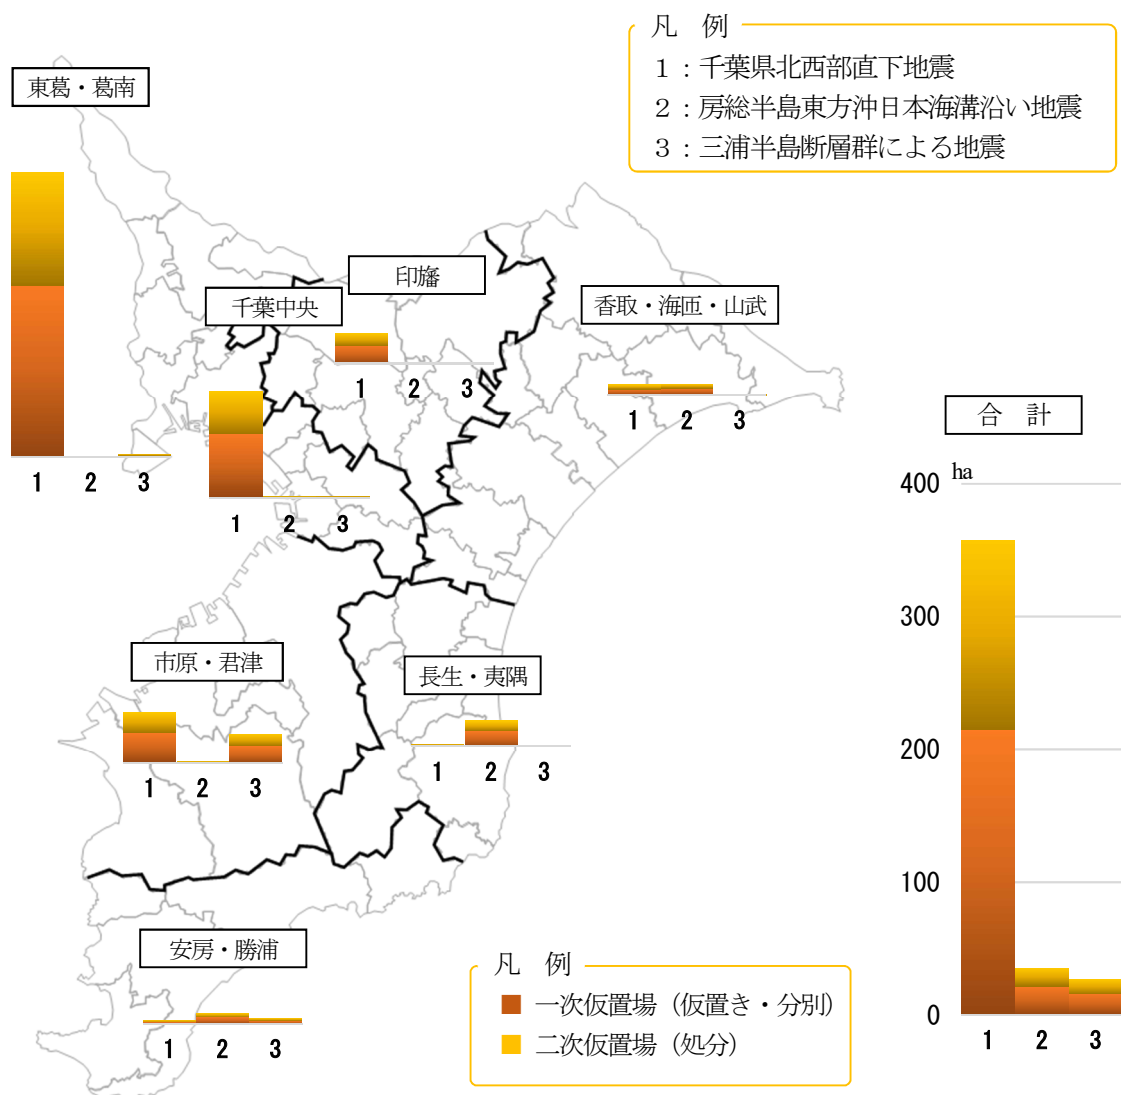 凡　例
１：千葉県北西部直下地震
２：房総半島東方沖日本海溝沿い地震
３：三浦半島断層群による地震
東葛・葛南
1 2 3
印旛
1 2 3
千葉中央
1 2 3
香取・海匝・山武
1 2 3
市原・君津
1 2 3
長生・夷隅
1 2 3
安房・勝浦
1 2 3
合　計
ha
400
300
200
100
0
1 2 3
凡　例
一次仮置場（仮置き・分別）
二次仮置場（処分）